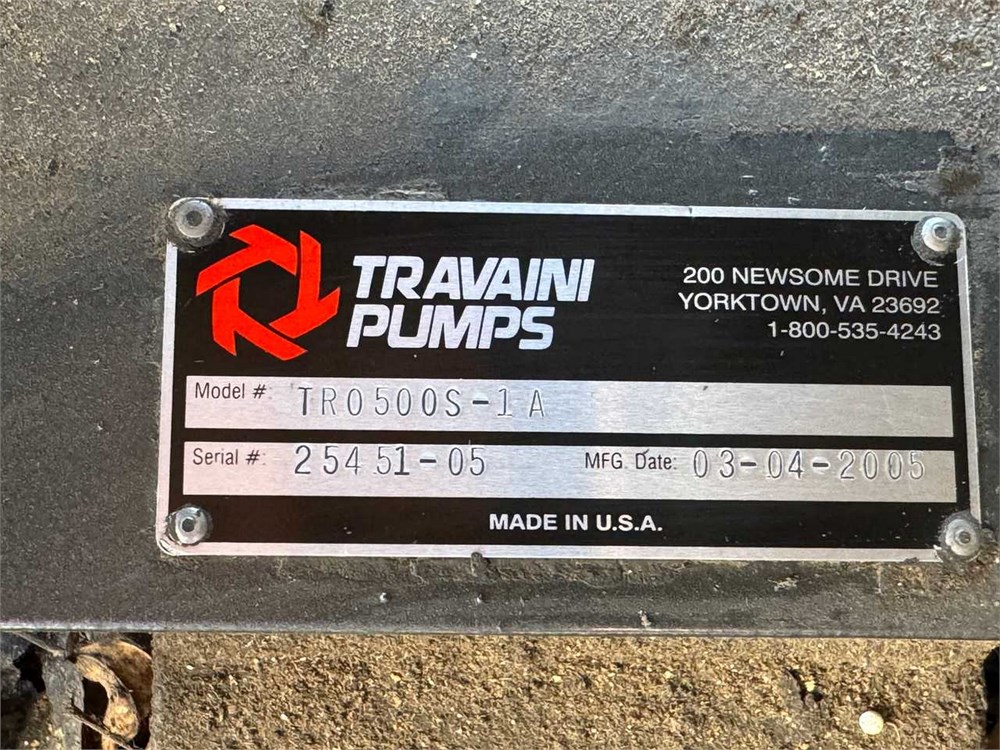 TRAVAINI
PUMPS
200 NEWSOME DRIVE
YORKTOWN, VA 23692
1-800-535-4243
Model #: TRO500S-1A
Serial #: 25451-05 MFG. Date: 03-04-2005
MADE IN U.S.A.